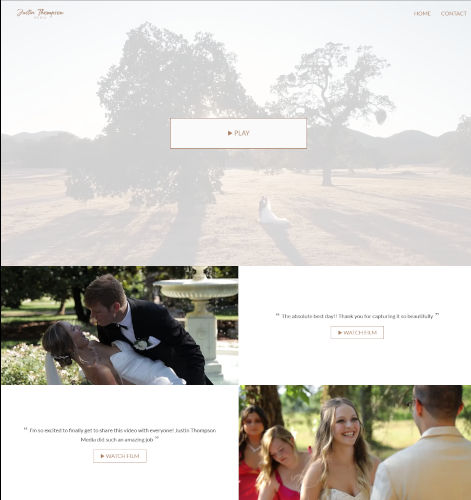 Justin Thompson
MEDIA
HOME
CONTACT
▶ PLAY
“ The absolute best day!! Thank you for capturing it so beautifully. ”
▶ WATCH FILM
“ I'm so excited to finally get to share this video with everyone! Justin Thompson
Media did such an amazing job ”
▶ WATCH FILM